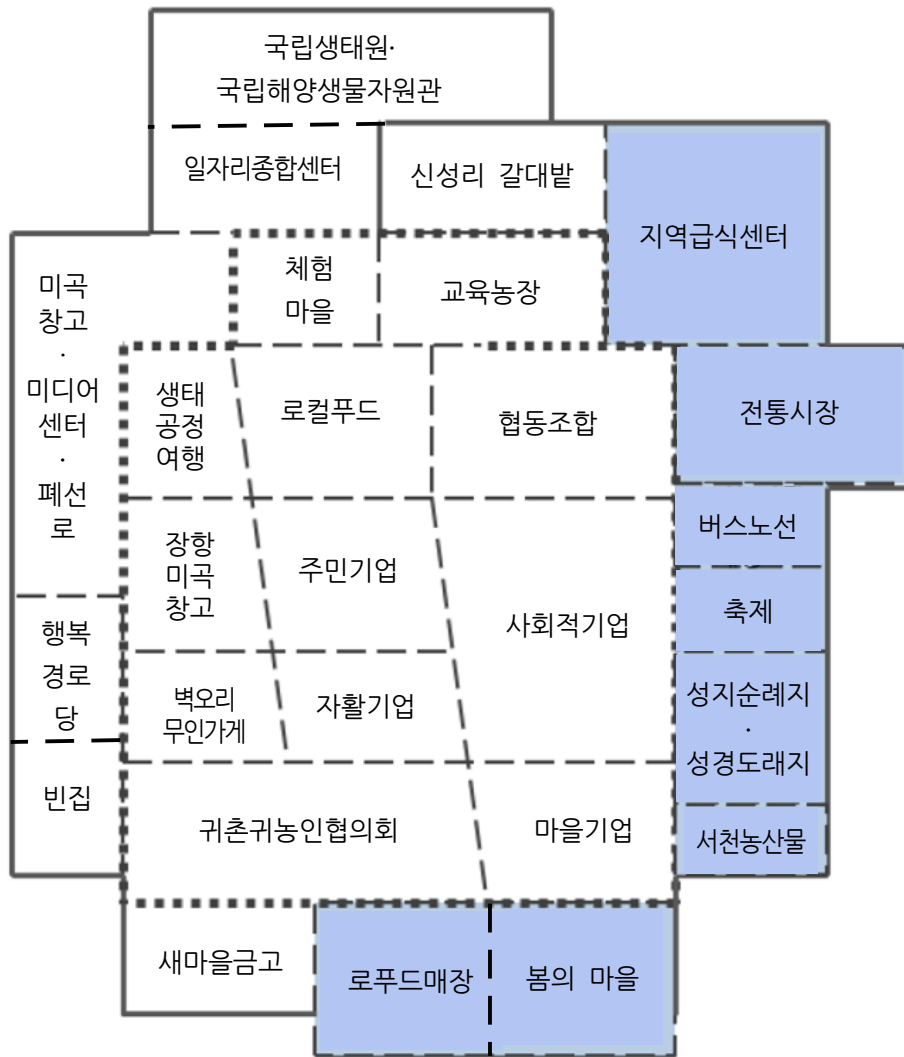 국립생태원·
국립해양생물자원관
일자리종합센터
신성리 갈대밭
지역급식센터
체험
마을
교육농장
미곡
창고
·
미디어
센터
·
폐선
로
생태
공정
여행
로컬푸드
협동조합
전통시장
버스노선
장항
미곡
창고
주민기업
사회적기업
축제
행복
경로
당
벽오리
무인가게
자활기업
성지순례지
·
성경도래지
빈집
귀촌귀농인협의회
마을기업
서천농산물
새마을금고
로푸드매장
봄의 마을